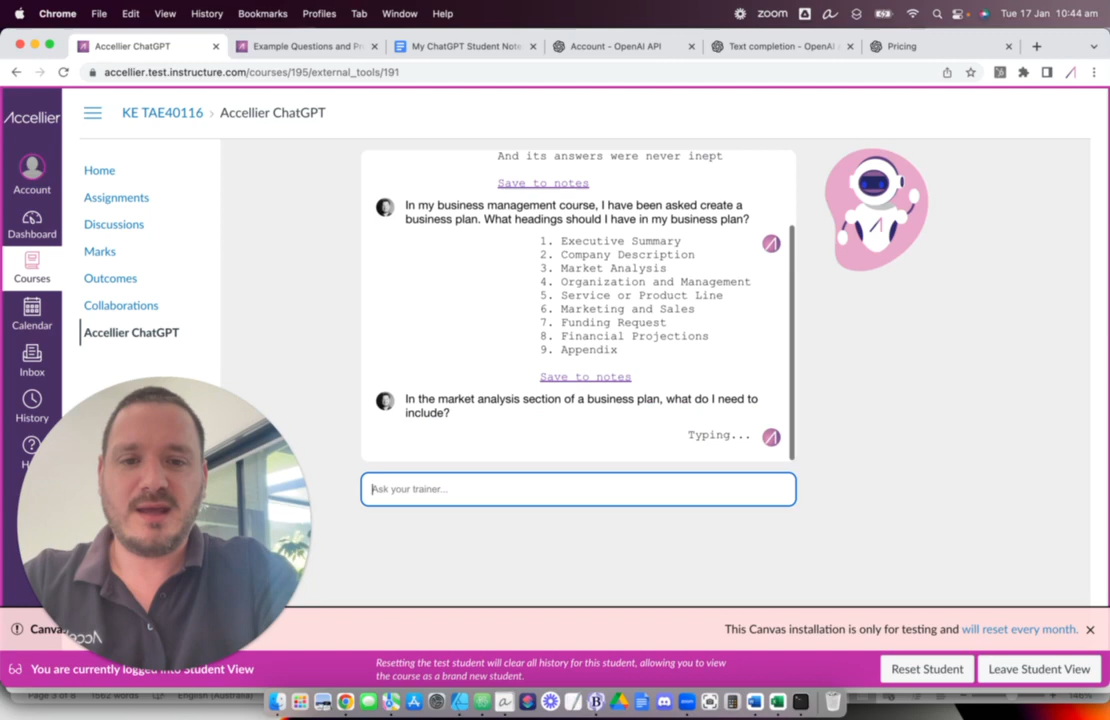 Chrome File Edit View History Bookmarks Profiles Tab Window Help
zoom
Tue 17 Jan 10:44 am
Accellier ChatGPT
Example Questions and Pr
My ChatGPT Student Note
Account - OpenAI API
Text completion - OpenAI
Pricing
accellier.test.instructure.com/courses/195/external_tools/191
Accellier
KE TAE40116 › Accellier ChatGPT
Account
Dashboard
Courses
Calendar
Inbox
History
Home
Assignments
Discussions
Marks
Outcomes
Collaborations
Accellier ChatGPT
And its answers were never inept
Save to notes
In my business management course, I have been asked create a
business plan. What headings should I have in my business plan?
1. Executive Summary
2. Company Description
3. Market Analysis
4. Organization and Management
5. Service or Product Line
6. Marketing and Sales
7. Funding Request
8. Financial Projections
9. Appendix
Save to notes
In the market analysis section of a business plan, what do I need to
include?
Typing...
Ask your trainer...
Canva
This Canvas installation is only for testing and will reset every month.
You are currently logged into Student View
Resetting the test student will clear all history for this student, allowing you to view
the course as a brand new student.
Reset Student
Leave Student View
Page 3 of 8 1562 words English (Australia)